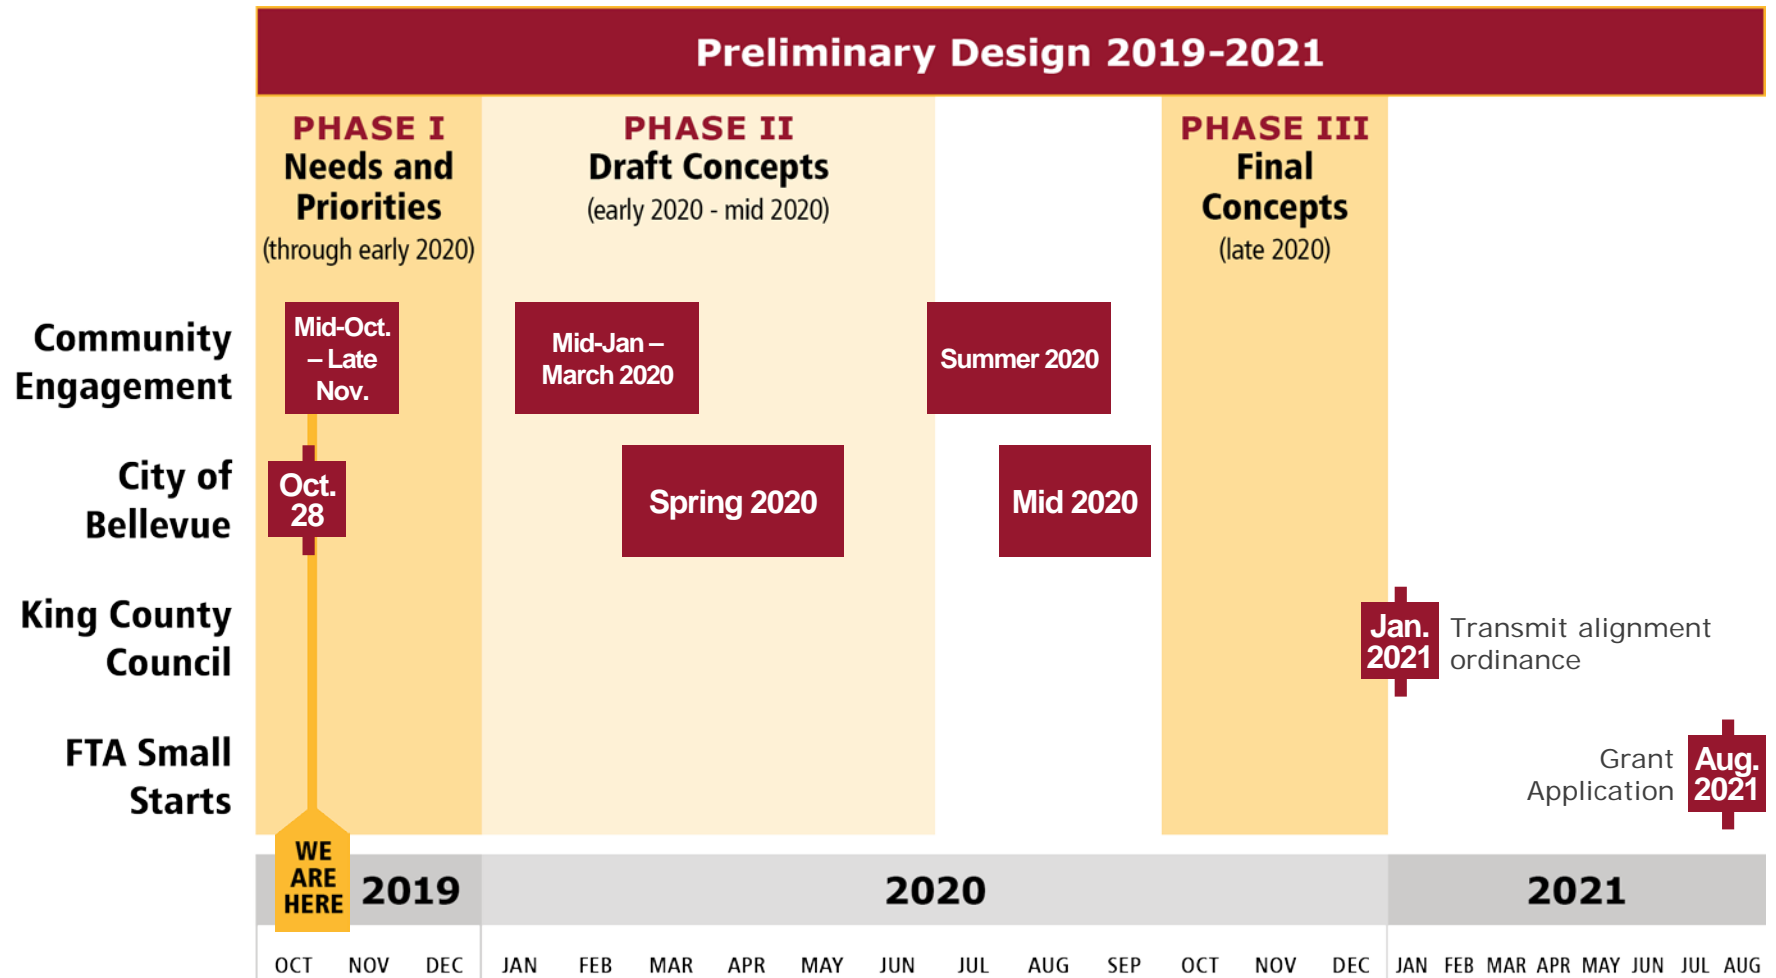 Preliminary Design 2019-2021
PHASE I
Needs and
Priorities
(through early 2020)
PHASE II
Draft Concepts
(early 2020 - mid 2020)
PHASE III
Final
Concepts
(late 2020)
Community
Engagement
Mid-Oct.
– Late
Nov.
Mid-Jan –
March 2020
Summer 2020
City of
Bellevue
Oct.
28
Spring 2020
Mid 2020
King County
Council
Jan.
2021
Transmit alignment
ordinance
FTA Small
Starts
Grant
Application
Aug.
2021
WE
ARE
HERE
2019
2020
2021
OCT NOV DEC JAN FEB MAR APR MAY JUN JUL AUG SEP OCT NOV DEC JAN FEB MAR APR MAY JUN JUL AUG